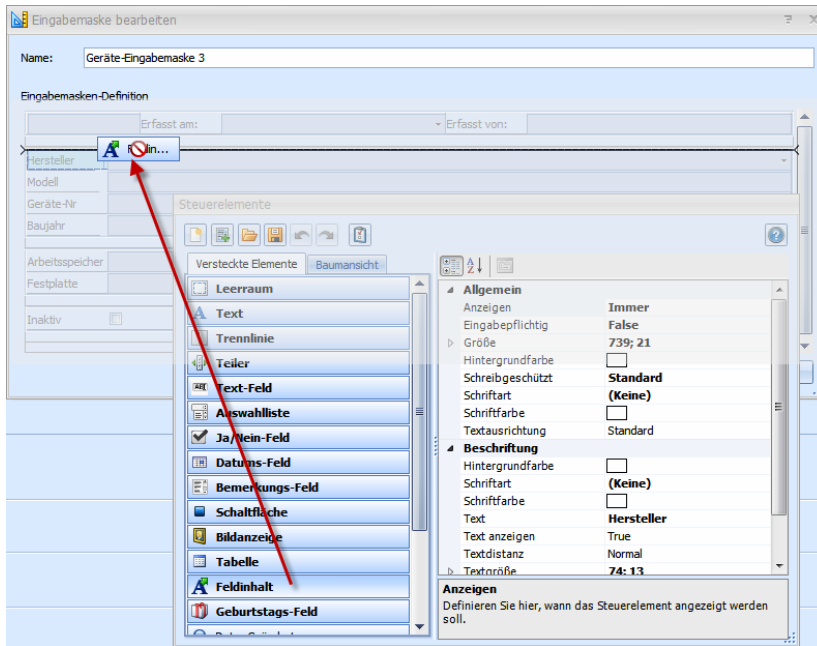 Eingabemaske bearbeiten
Name: Geräte-Eingabemaske 3
Eingabemasken-Definition
Erfasst am: Erfasst von:
Hersteller
Modell
Geräte-Nr
Baujahr
Arbeitsspeicher
Festplatte
Inaktiv
Steuerelemente
Versteckte Elemente Baumansicht
Leerraum
Text
Trennlinie
Teiler
Text-Feld
Auswahlliste
Ja/Nein-Feld
Datums-Feld
Bemerkungs-Feld
Schaltfläche
Bildanzeige
Tabelle
Feldinhalt
Geburtstags-Feld
Allgemein
Anzeigen Immer
Eingabepflichtig False
Größe 739; 21
Hintergrundfarbe
Schreibgeschützt Standard
Schriftart (Keine)
Schriftfarbe
Textausrichtung Standard
Beschriftung
Hintergrundfarbe
Schriftart (Keine)
Schriftfarbe
Text Hersteller
Text anzeigen True
Textdistanz Normal
Textgröße 74; 13
Anzeigen
Definieren Sie hier, wann das Steuerelement angezeigt werden
soll.